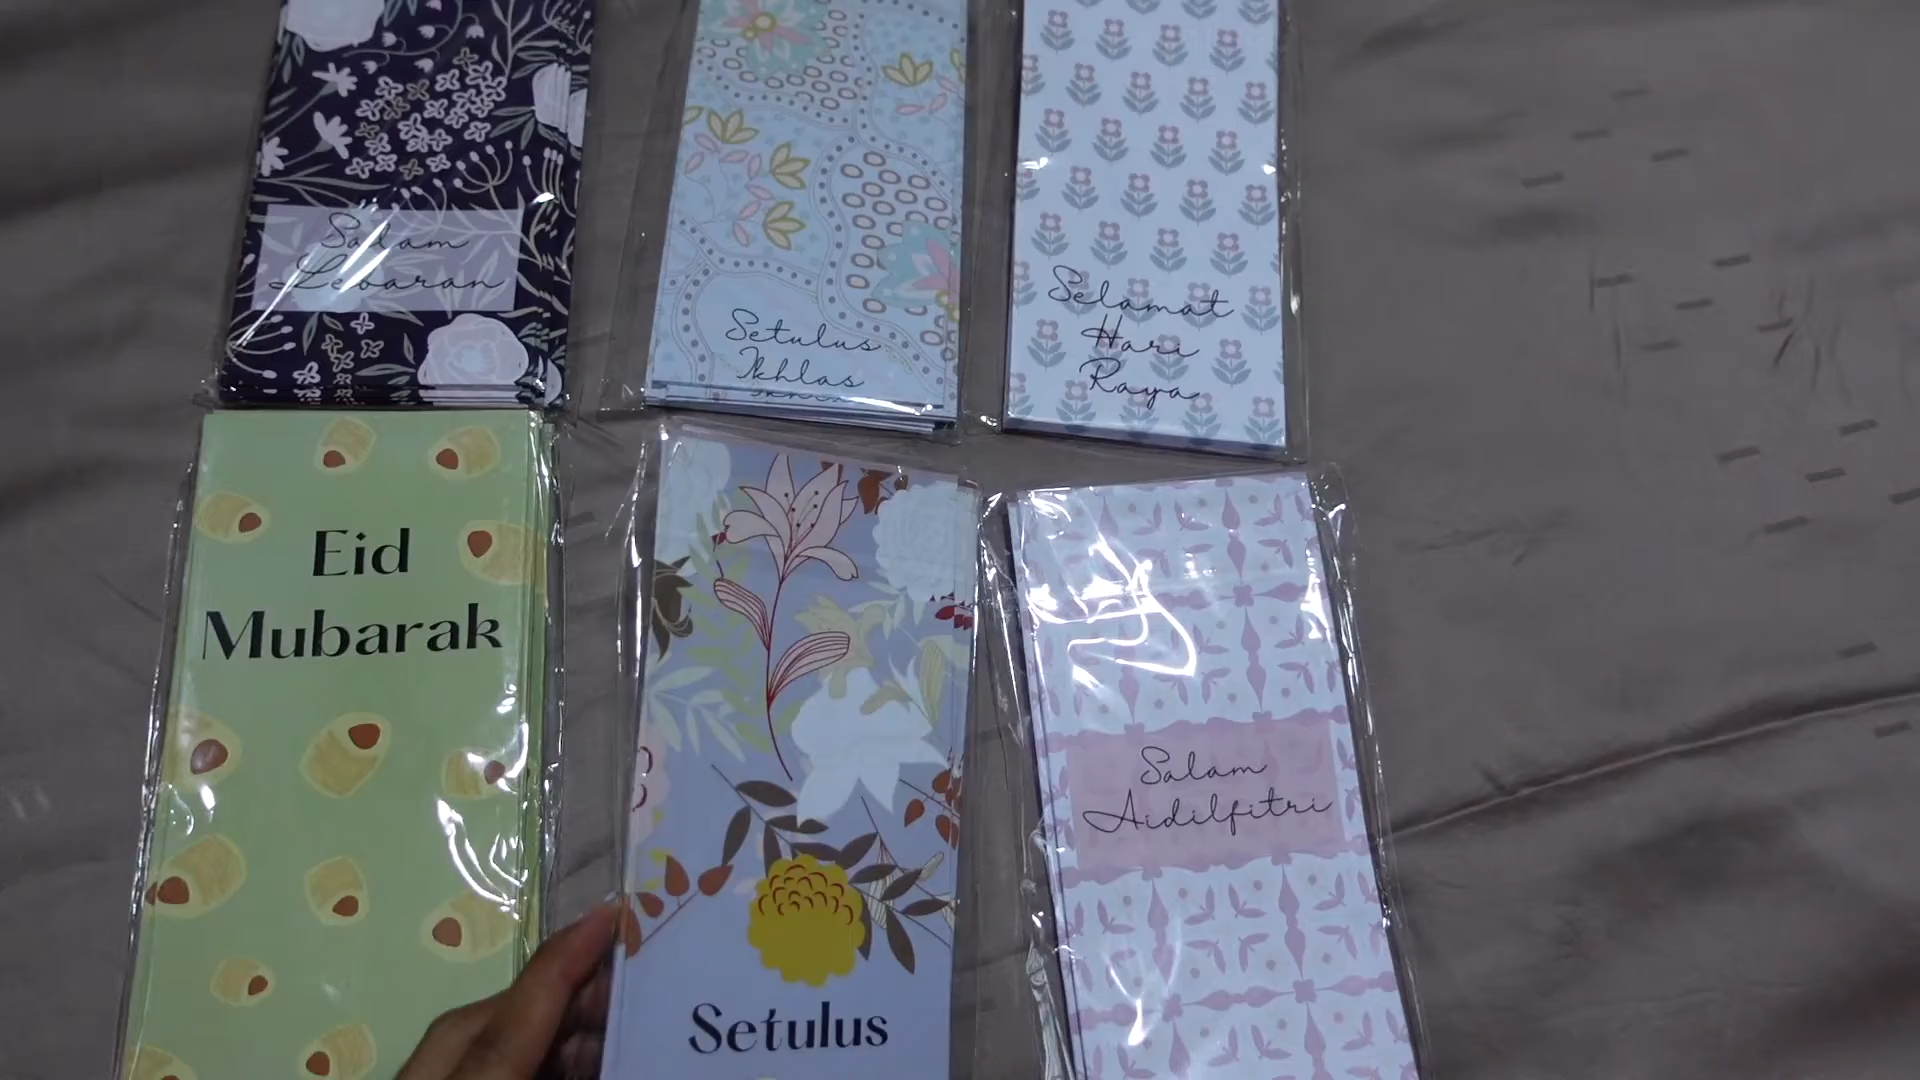 Salam
Lebaran
Setulus
Ikhlas
Selamat
Hari
Raya
Eid
Mubarak
Setulus
Salam
Aidilfitri